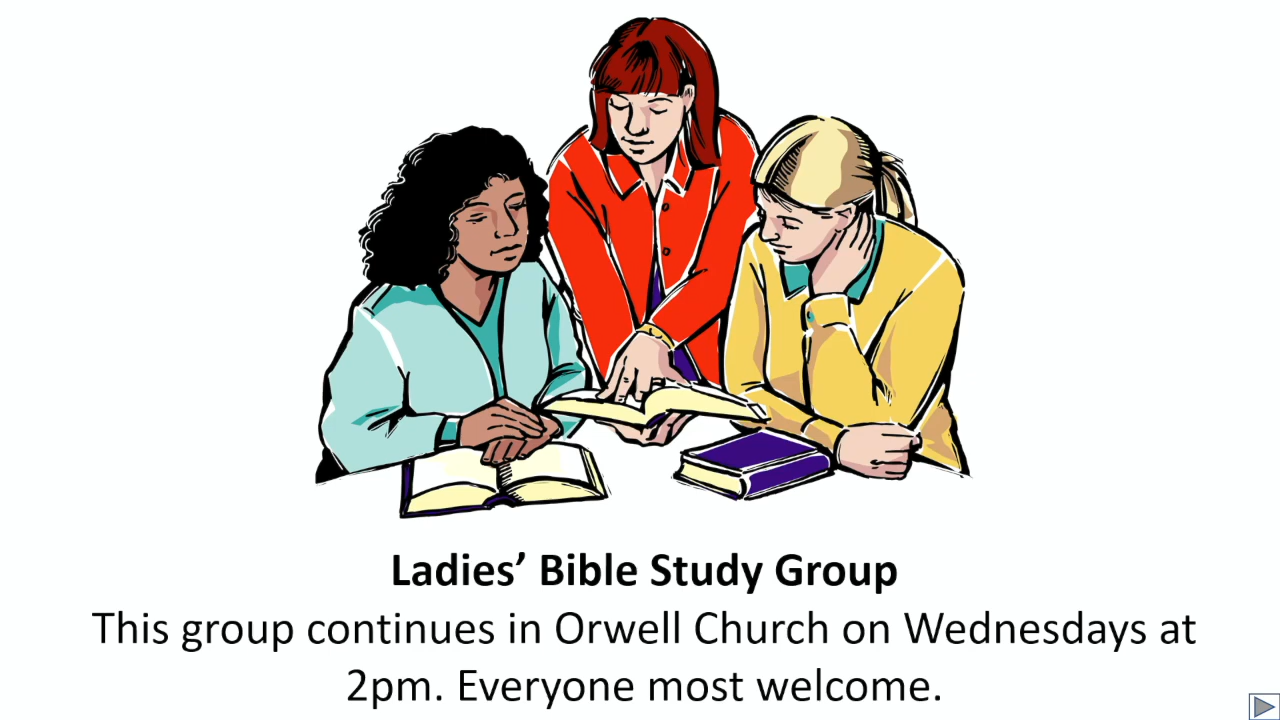 Ladies’ Bible Study Group
This group continues in Orwell Church on Wednesdays at
2pm. Everyone most welcome.